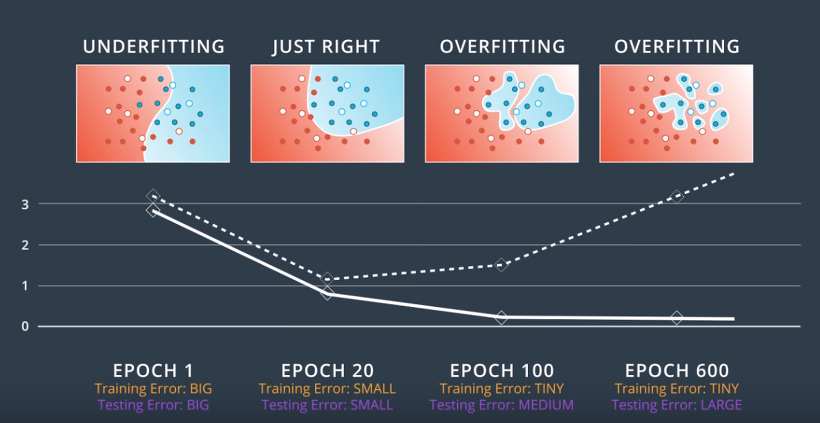 UNDERFITTING
JUST RIGHT
OVERFITTING
OVERFITTING
3
2
1
0
EPOCH 1
Training Error: BIG
Testing Error: BIG
EPOCH 20
Training Error: SMALL
Testing Error: SMALL
EPOCH 100
Training Error: TINY
Testing Error: MEDIUM
EPOCH 600
Training Error: TINY
Testing Error: LARGE